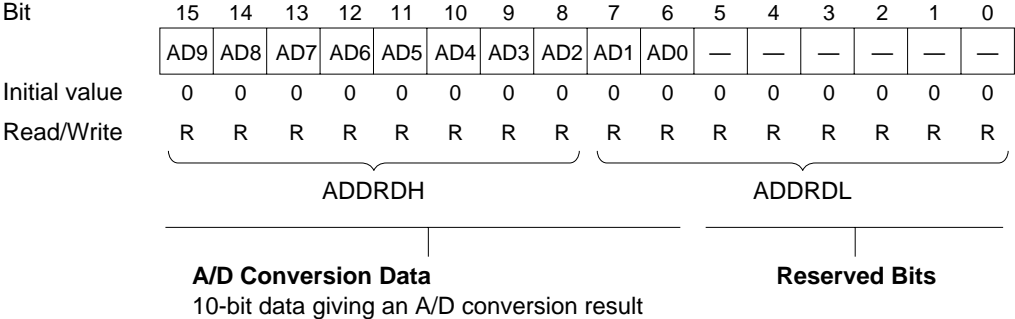 Bit 15 14 13 12 11 10 9 8 7 6 5 4 3 2 1 0
AD9 AD8 AD7 AD6 AD5 AD4 AD3 AD2 AD1 AD0 — — — — — —
Initial value 0 0 0 0 0 0 0 0 0 0 0 0 0 0 0 0
Read/Write R R R R R R R R R R R R R R R R
ADDRDH ADDRDL
A/D Conversion Data Reserved Bits
10-bit data giving an A/D conversion result